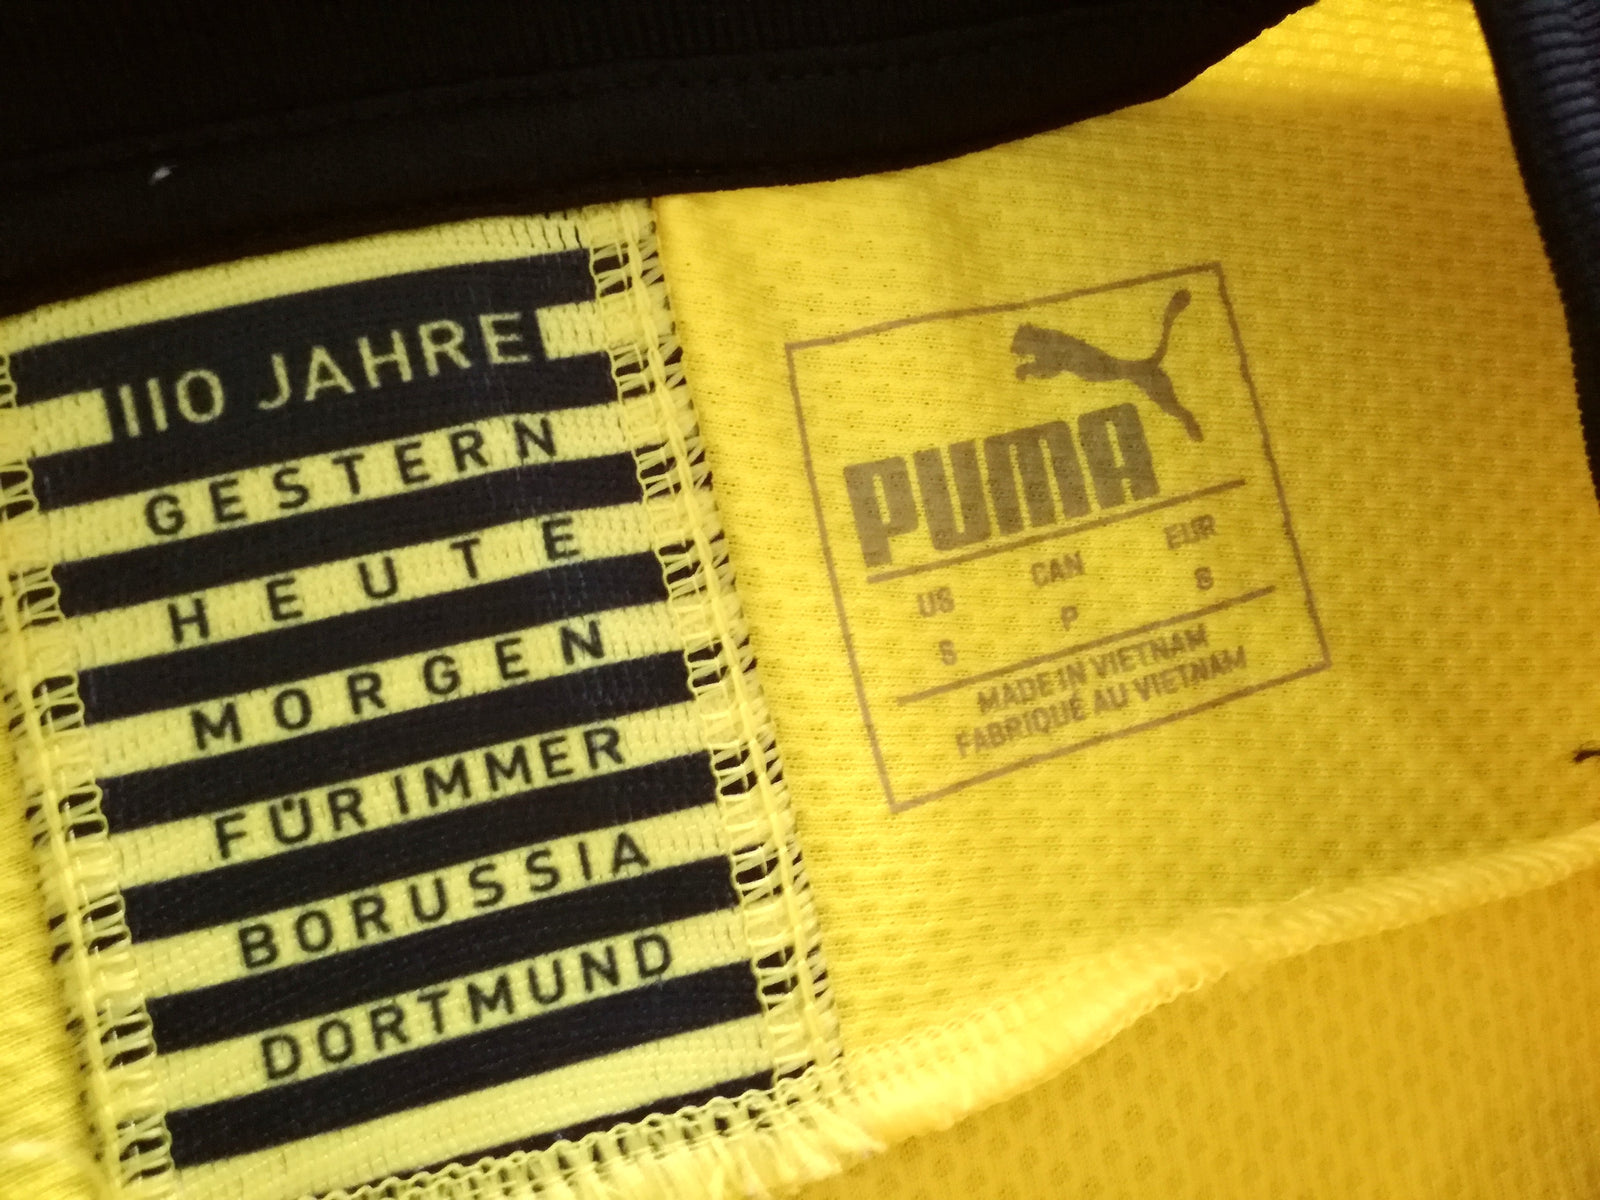 110 JAHRE
GESTERN
HEUTE
MORGEN
FÜR IMMER
BORUSSIA
DORTMUND
PUMA
US CAN EUR
S P S
MADE IN VIETNAM
FABRIQUÉ AU VIETNAM